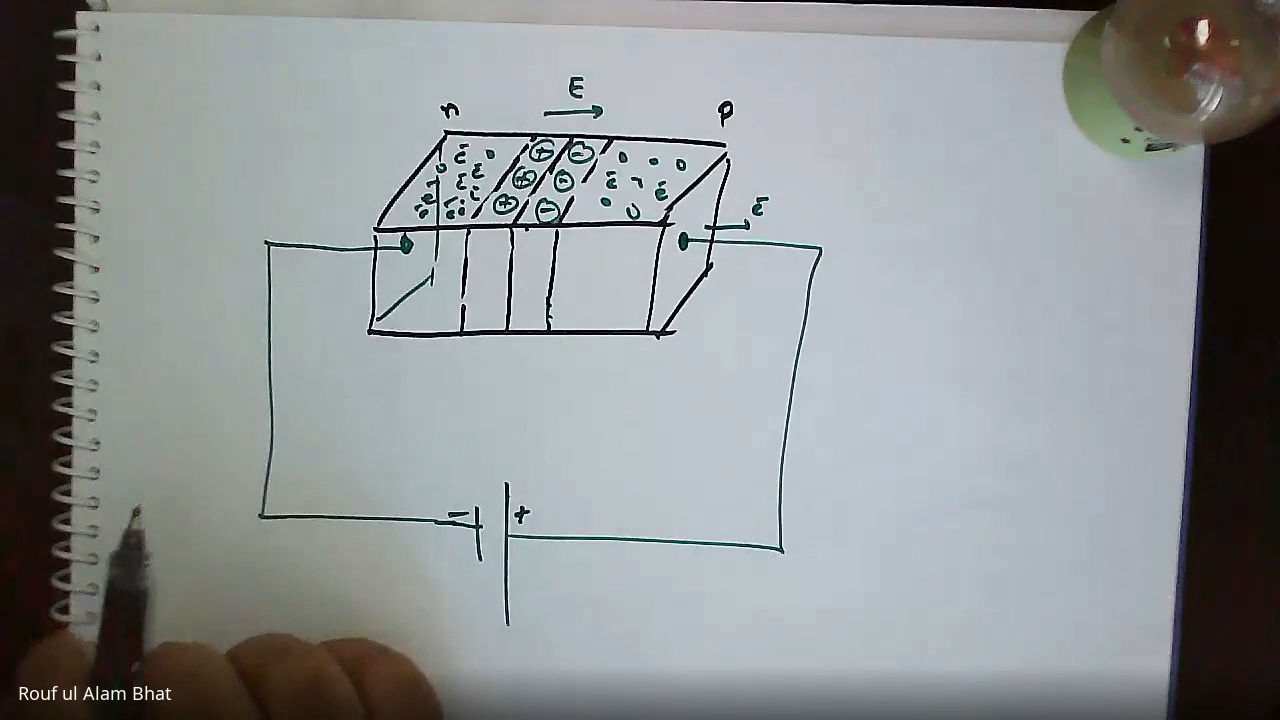 E
n p
+ -
+ -
+ -
ē
- +
Rouf ul Alam Bhat